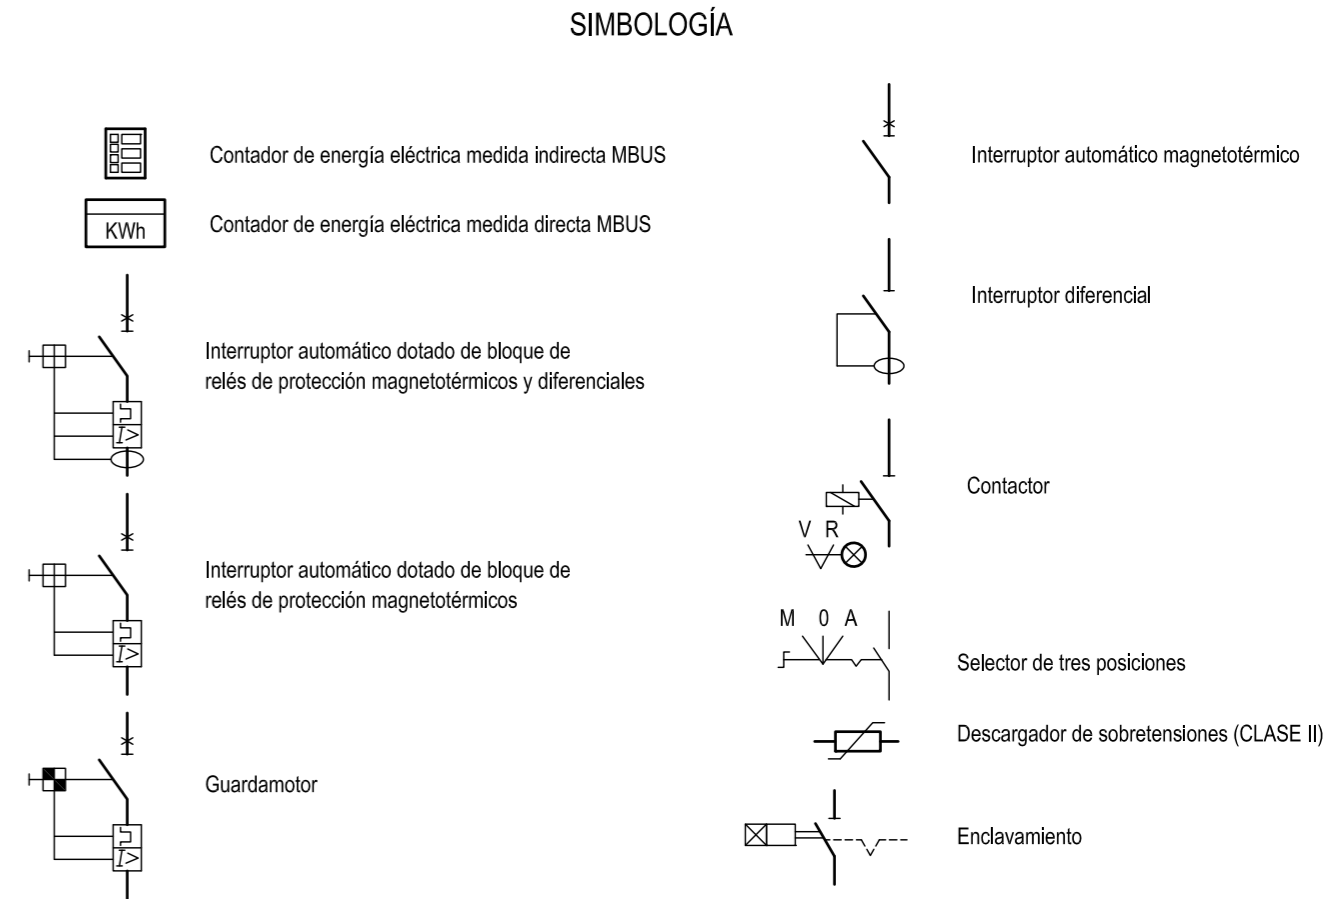 SIMBOLOGÍA
Contador de energía eléctrica medida indirecta MBUS
KWh
Contador de energía eléctrica medida directa MBUS
Interruptor automático dotado de bloque de
relés de protección magnetotérmicos y diferenciales
I>
Interruptor automático dotado de bloque de
relés de protección magnetotérmicos
I>
Guardamotor
I>
Interruptor automático magnetotérmico
Interruptor diferencial
Contactor
V R
M 0 A
Selector de tres posiciones
Descargador de sobretensiones (CLASE II)
Enclavamiento